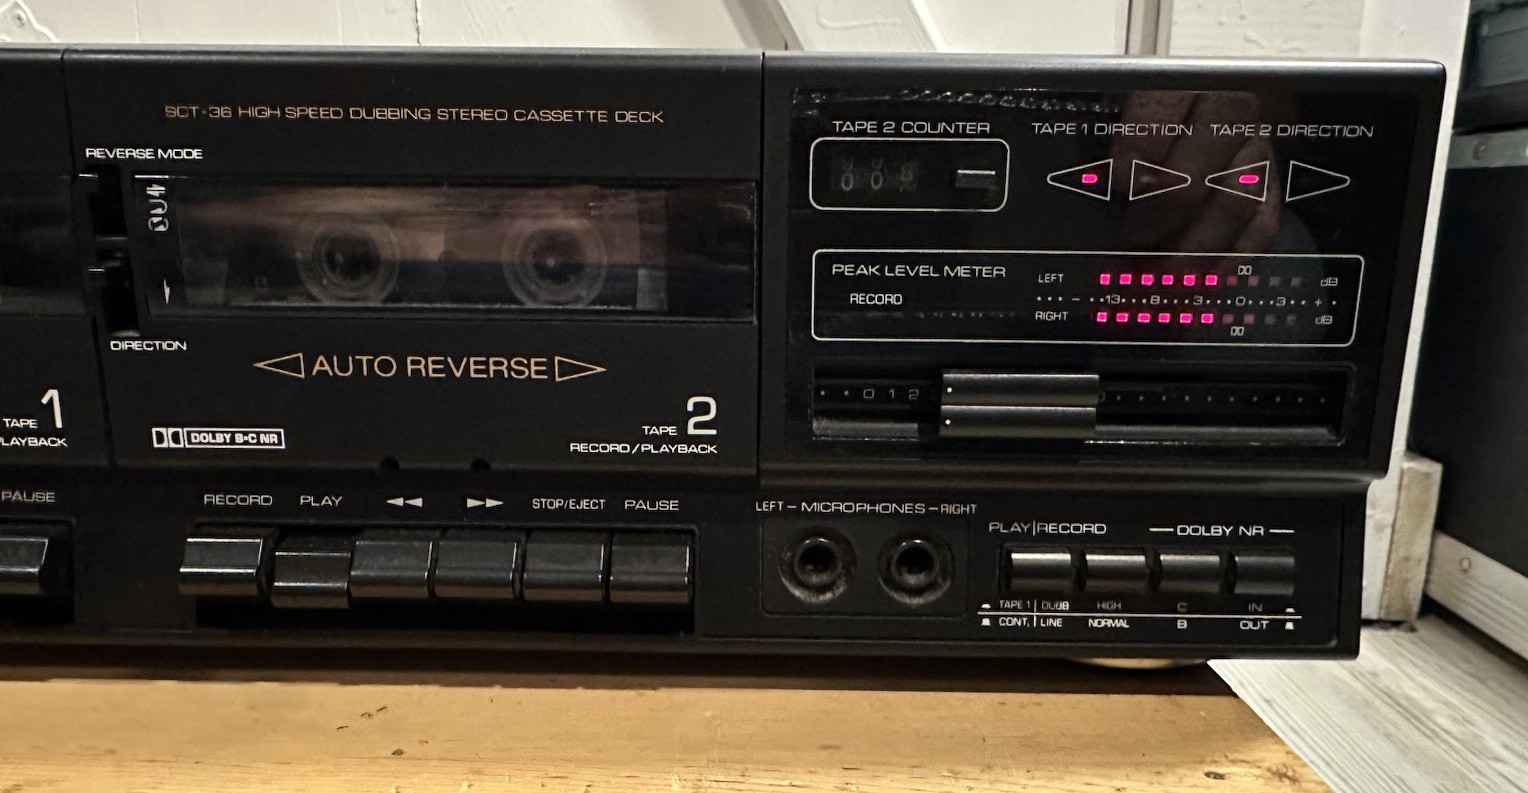 SCT-36 HIGH SPEED DUBBING STEREO CASSETTE DECK
REVERSE MODE
DIRECTION
◁ AUTO REVERSE ▷
TAPE 1
PLAYBACK
DOLBY B·C NR
TAPE 2
RECORD/PLAYBACK
TAPE 2 COUNTER
TAPE 1 DIRECTION
TAPE 2 DIRECTION
PEAK LEVEL METER
RECORD
LEFT
dB
13 8 3 0 3 +
RIGHT
dB
0 1 2
PAUSE
RECORD
PLAY
◀◀
▶▶
STOP/EJECT
PAUSE
LEFT – MICROPHONES – RIGHT
PLAY|RECORD
— DOLBY NR —
TAPE 1 | DUBB HIGH C IN
CONT. | LINE NORMAL B OUT